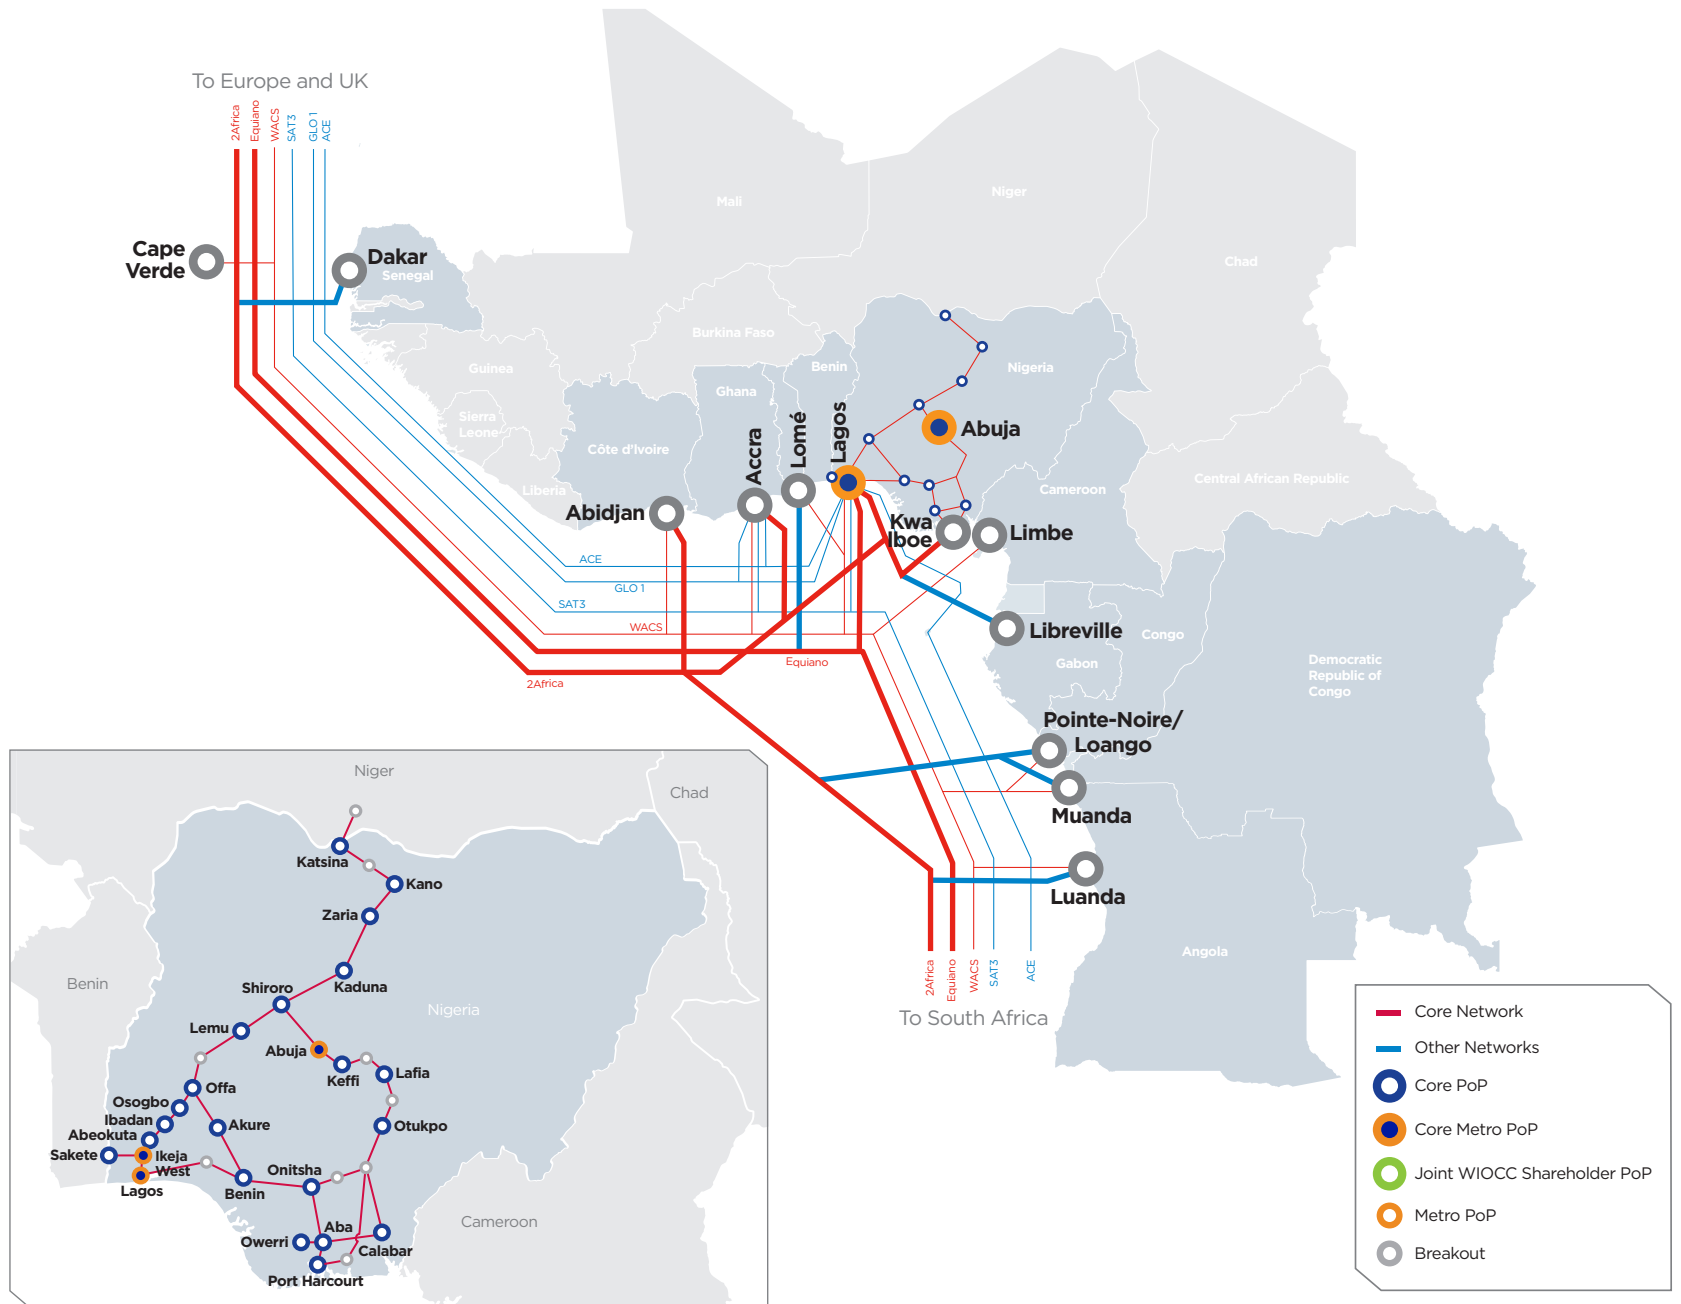 To Europe and UK
2Africa
Equiano
WACS
SAT3
GLO 1
ACE
Cape
Verde
Dakar
Senegal
Mali
Niger
Chad
Guinea
Sierra
Leone
Liberia
Burkina Faso
Côte d'Ivoire
Ghana
Benin
Nigeria
Cameroon
Central African Republic
Abidjan
Accra
Lomé
Lagos
Abuja
Kwa
Iboe
Limbe
Libreville
Gabon
Congo
Democratic
Republic of
Congo
Pointe-Noire/
Loango
Muanda
Luanda
Angola
ACE
GLO 1
SAT3
WACS
Equiano
2Africa
2Africa
Equiano
WACS
SAT3
ACE
To South Africa
Niger
Chad
Benin
Nigeria
Cameroon
Katsina
Kano
Zaria
Kaduna
Shiroro
Lemu
Abuja
Keffi
Lafia
Offa
Osogbo
Ibadan
Abeokuta
Akure
Otukpo
Sakete
Ikeja
West
Lagos
Benin
Onitsha
Aba
Owerri
Calabar
Port Harcourt
Core Network
Other Networks
Core PoP
Core Metro PoP
Joint WIOCC Shareholder PoP
Metro PoP
Breakout